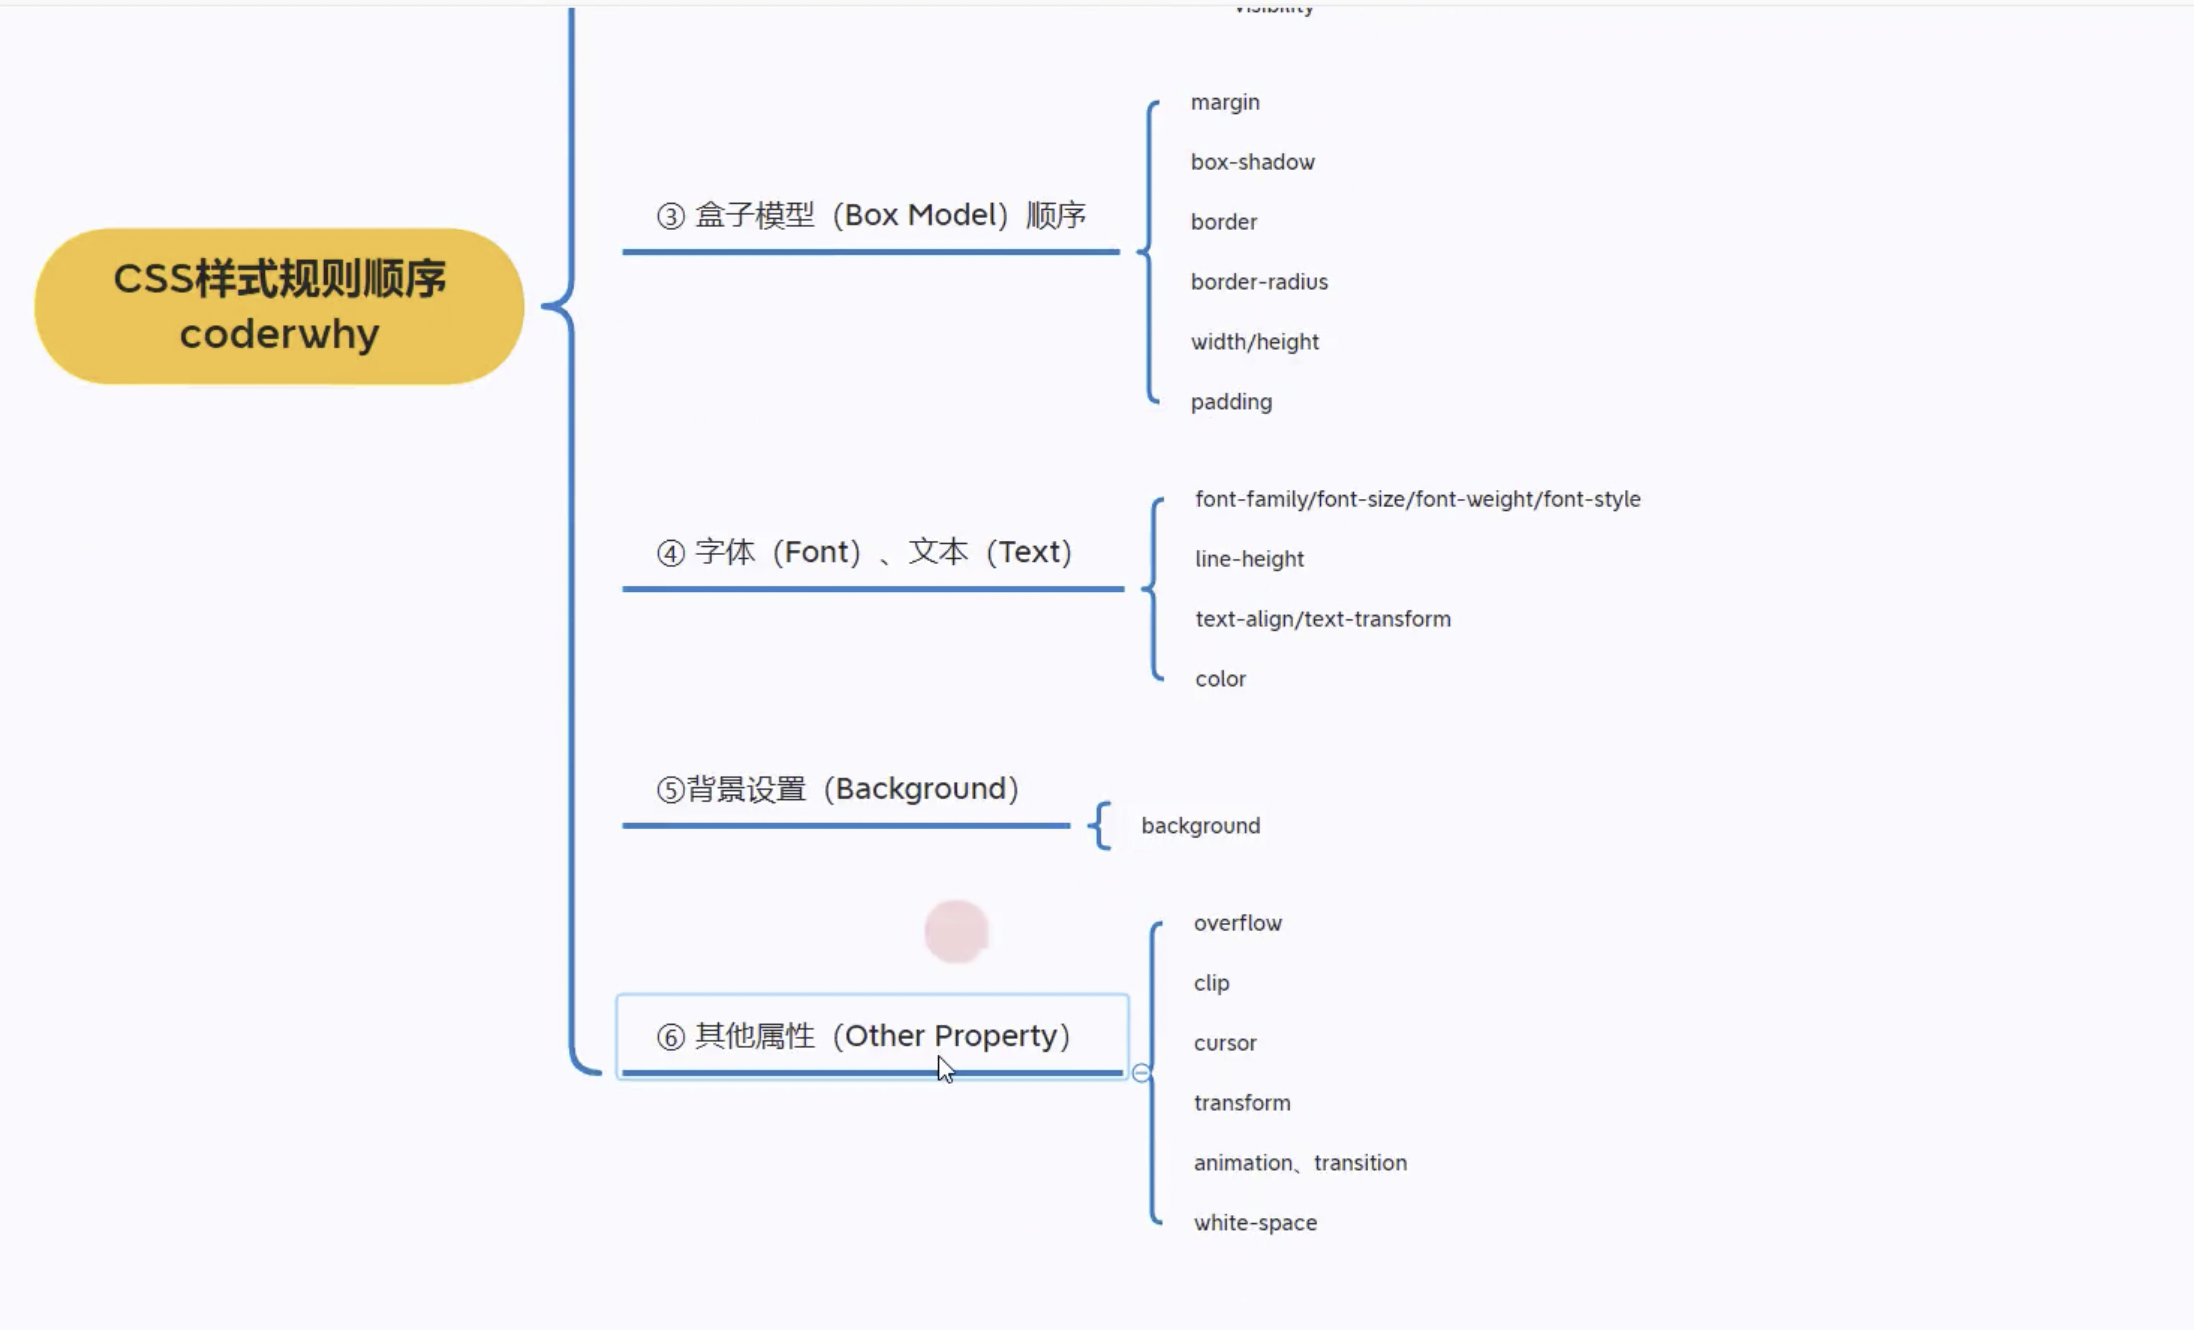 visibility
CSS样式规则顺序
coderwhy
③ 盒子模型（Box Model）顺序
margin
box-shadow
border
border-radius
width/height
padding
④ 字体（Font）、文本（Text）
font-family/font-size/font-weight/font-style
line-height
text-align/text-transform
color
⑤背景设置（Background）
background
⑥ 其他属性（Other Property）
overflow
clip
cursor
transform
animation、transition
white-space